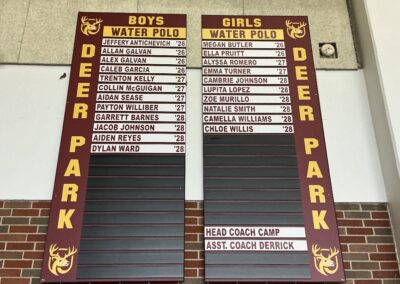 BOYS
WATER POLO
JEFFERY ANTICHEVICH '26
ALLAN GALVAN '26
ALEX GALVAN '26
CALEB GARCIA '26
TRENTON KELLY '27
COLLIN McGUIGAN '27
AIDAN SEASE '27
PAYTON WILLIBER '27
GARRETT BARNES '28
JACOB JOHNSON '28
AIDEN REYES '28
DYLAN WARD '28
DEER PARK
GIRLS
WATER POLO
MEGAN BUTLER '26
ELLA PRUITT '26
ALYSSA ROMERO '26
EMMA TURNER '27
CAMBRIE JOHNSON '28
LUPITA LOPEZ '28
ZOE MURILLO '28
NATALIE SMITH '28
CAMELLA WILLIAMS '28
CHLOE WILLIS '28
HEAD COACH CAMP
ASST. COACH DERRICK
DEER PARK